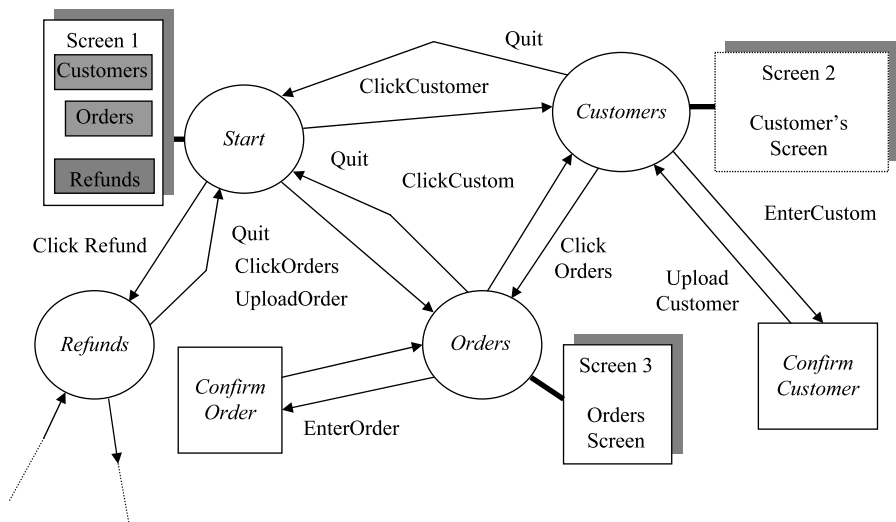 Screen 1
Customers
Orders
Refunds
Start
Quit
ClickCustomer
Customers
Screen 2
Customer's
Screen
Quit
ClickCustom
Click Refund
Quit
ClickOrders
UploadOrder
Click
Orders
EnterCustom
Upload
Customer
Refunds
Confirm
Order
Orders
EnterOrder
Screen 3
Orders
Screen
Confirm
Customer